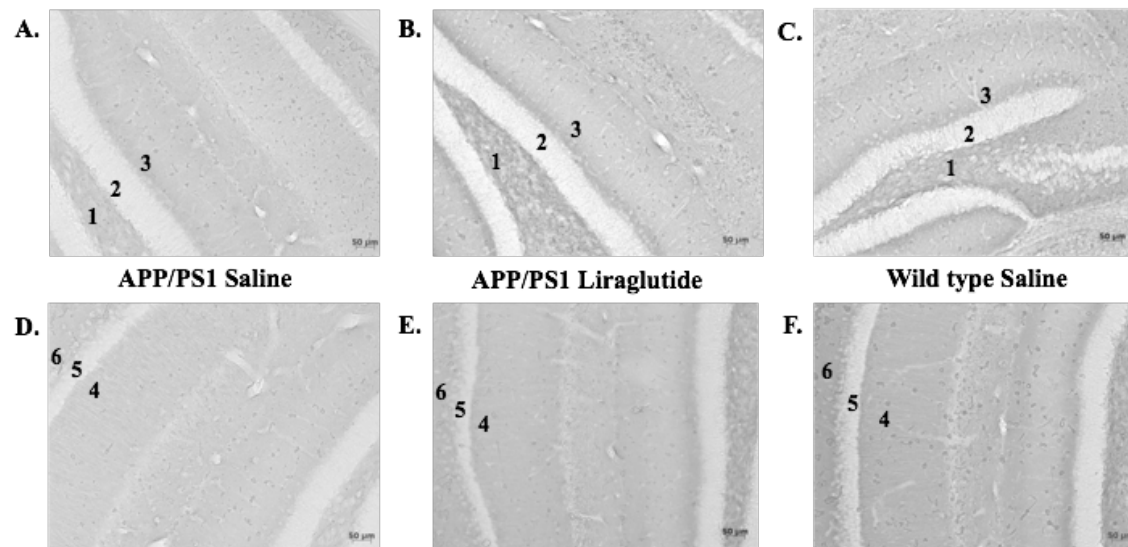 A.
B.
C.
3
2
1
50 µm
3
2
1
50 µm
3
2
1
50 µm
APP/PS1 Saline
APP/PS1 Liraglutide
Wild type Saline
D.
E.
F.
6
5
4
50 µm
6
5
4
50 µm
6
5
4
50 µm